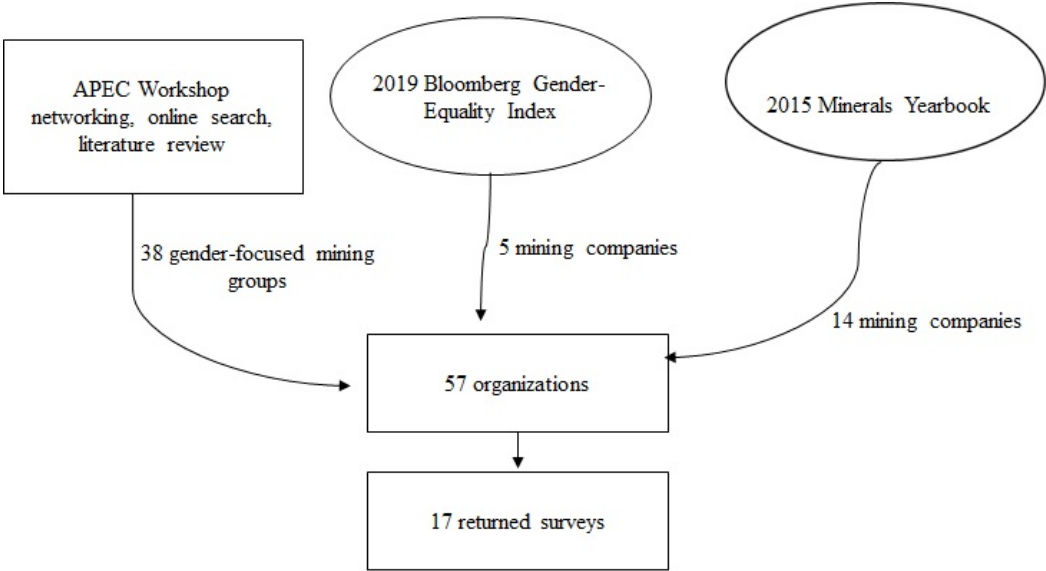 APEC Workshop
networking, online search,
literature review
2019 Bloomberg Gender-
Equality Index
2015 Minerals Yearbook
38 gender-focused mining
groups
5 mining companies
14 mining companies
57 organizations
17 returned surveys